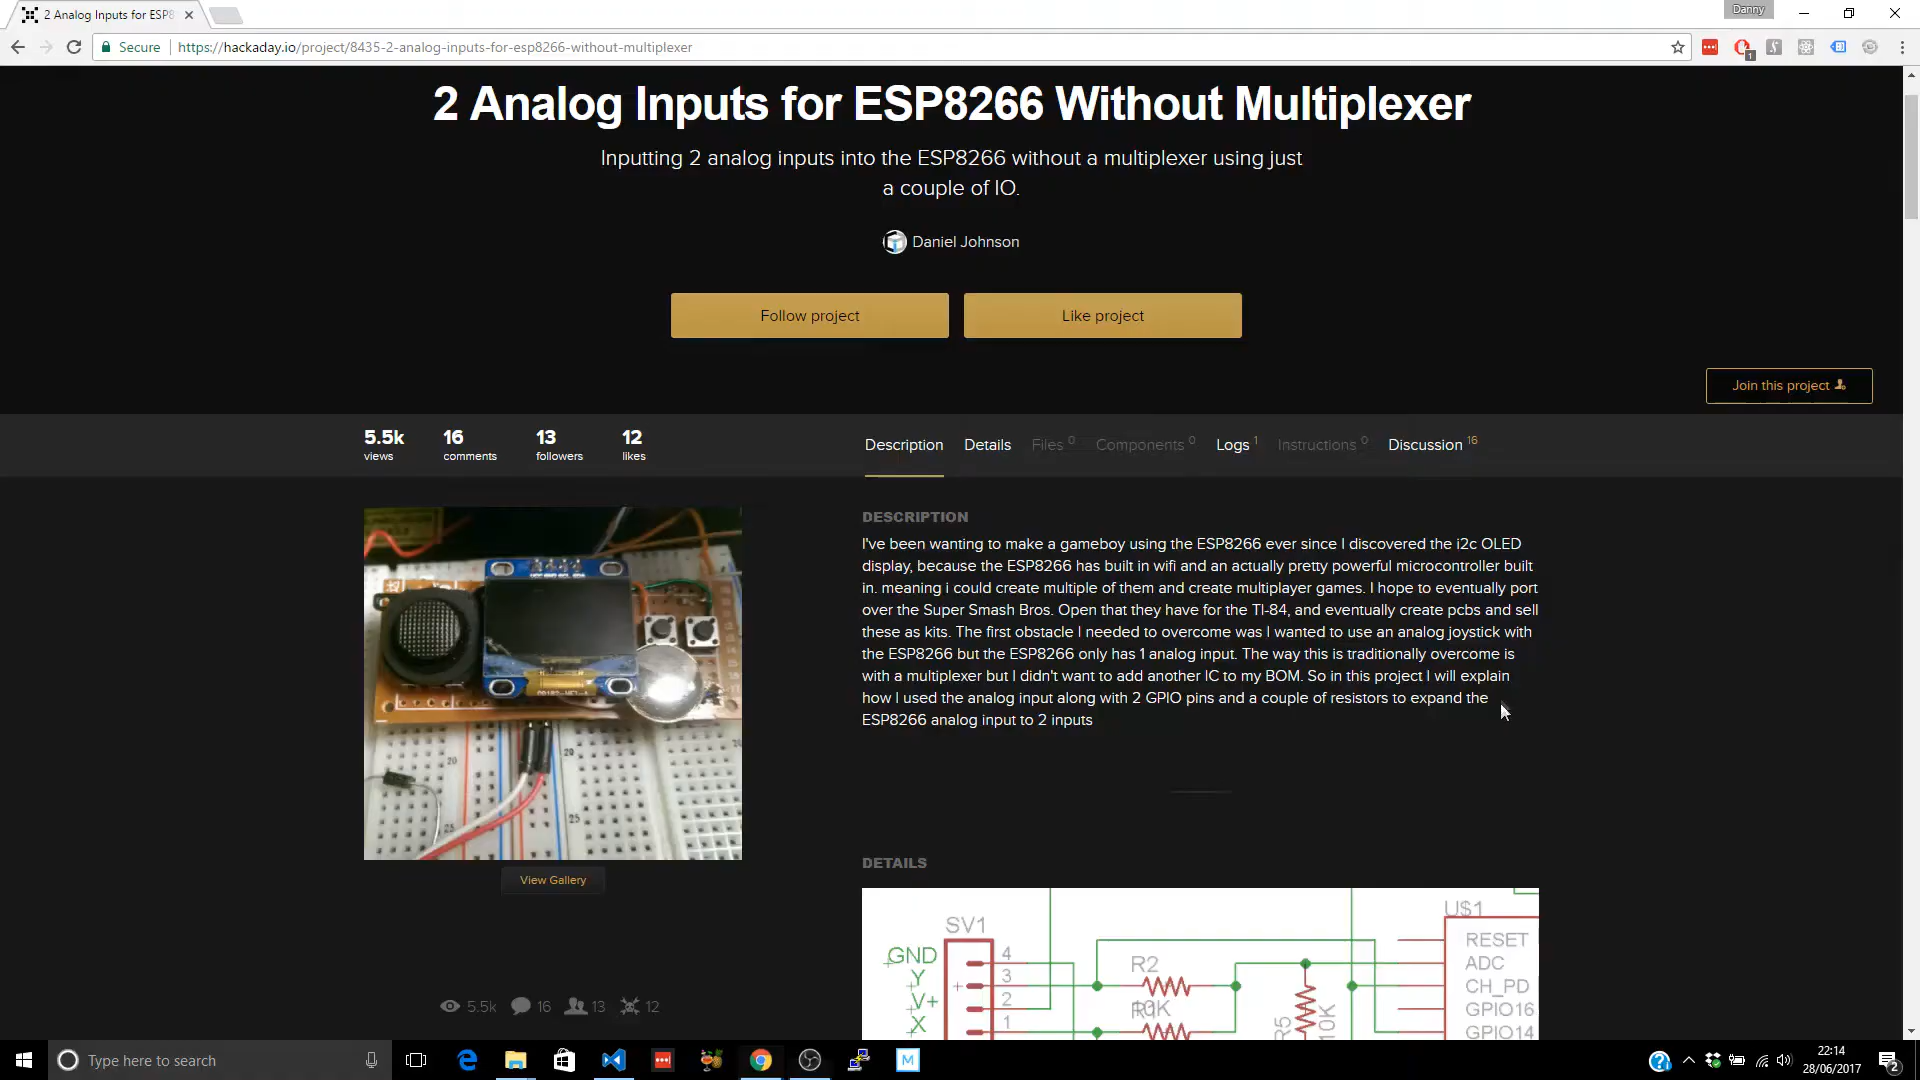 2 Analog Inputs for ESP8
Danny
Secure
https://hackaday.io/project/8435-2-analog-inputs-for-esp8266-without-multiplexer
1
2 Analog Inputs for ESP8266 Without Multiplexer
Inputting 2 analog inputs into the ESP8266 without a multiplexer using just
a couple of IO.
Daniel Johnson
Follow project
Like project
Join this project
5.5k 16 13 12
views comments followers likes
Description Details Files 0 Components 0 Logs 1 Instructions 0 Discussion 16
DESCRIPTION
I've been wanting to make a gameboy using the ESP8266 ever since I discovered the i2c OLED
display, because the ESP8266 has built in wifi and an actually pretty powerful microcontroller built
in. meaning i could create multiple of them and create multiplayer games. I hope to eventually port
over the Super Smash Bros. Open that they have for the TI-84, and eventually create pcbs and sell
these as kits. The first obstacle I needed to overcome was I wanted to use an analog joystick with
the ESP8266 but the ESP8266 only has 1 analog input. The way this is traditionally overcome is
with a multiplexer but I didn't want to add another IC to my BOM. So in this project I will explain
how I used the analog input along with 2 GPIO pins and a couple of resistors to expand the
ESP8266 analog input to 2 inputs
20
20
25
25
View Gallery
5.5k 16 13 12
DETAILS
SV1
GND
Y
V+
X
4
3
2
1
R2
10K
R1
R5
10K
U$1
RESET
ADC
CH_PD
GPIO16
GPIO14
Type here to search
M
22:14
28/06/2017
2